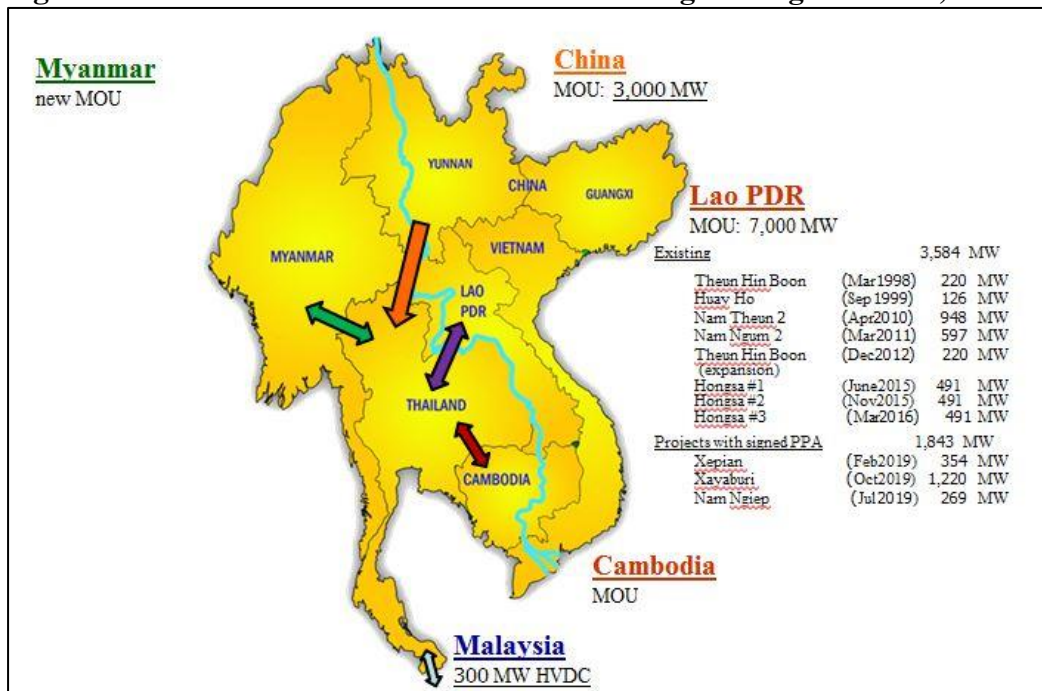 Myanmar
new MOU
China
MOU: 3,000 MW
YUNNAN
CHINA
GUANGXI
MYANMAR
VIETNAM
LAO
PDR
THAILAND
CAMBODIA
Lao PDR
MOU: 7,000 MW
Existing 3,584 MW
Theun Hin Boon (Mar1998) 220 MW
Huay Ho (Sep 1999) 126 MW
Nam Theun 2 (Apr2010) 948 MW
Nam Ngum 2 (Mar2011) 597 MW
Theun Hin Boon (Dec2012) 220 MW
(expansion)
Hongsa #1 (June2015) 491 MW
Hongsa #2 (Nov2015) 491 MW
Hongsa #3 (Mar2016) 491 MW
Projects with signed PPA 1,843 MW
Xepian (Feb2019) 354 MW
Xayaburi (Oct2019) 1,220 MW
Nam Ngiep (Jul2019) 269 MW
Cambodia
MOU
Malaysia
300 MW HVDC